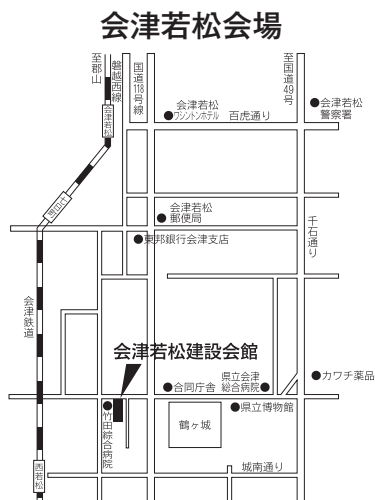 会津若松会場
至郡山
磐越西線
国道118号線
至国道49号
会津若松
ワシントンホテル
百虎通り
会津若松
警察署
会津若松
七日町
会津若松
郵便局
東邦銀行会津支店
千石通り
会津鉄道
会津若松建設会館
合同庁舎
県立会津
総合病院
カワチ薬品
竹田綜合病院
県立博物館
鶴ヶ城
城南通り
西若松